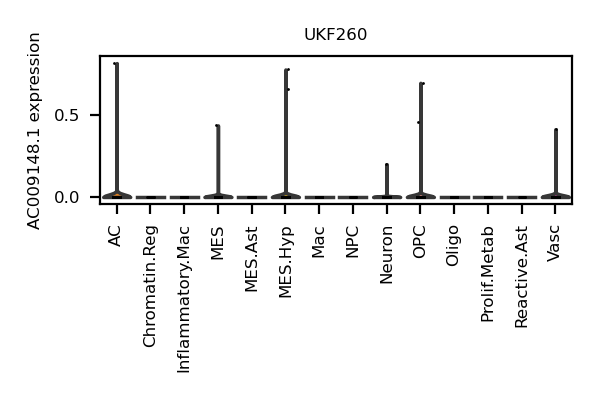 UKF260
AC009148.1 expression
0.5
0.0
AC
Chromatin.Reg
Inflammatory.Mac
MES
MES.Ast
MES.Hyp
Mac
NPC
Neuron
OPC
Oligo
Prolif.Metab
Reactive.Ast
Vasc